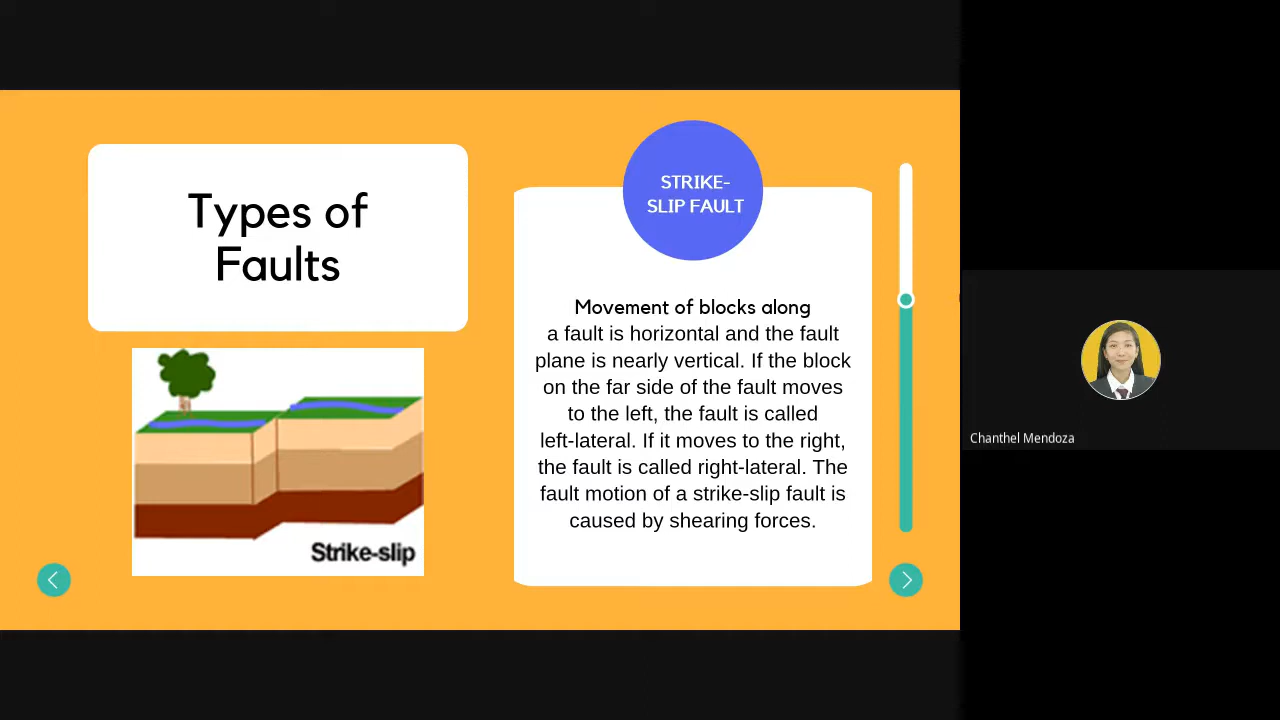 Types of
Faults
Strike-slip
STRIKE-
SLIP FAULT
Movement of blocks along
a fault is horizontal and the fault
plane is nearly vertical. If the block
on the far side of the fault moves
to the left, the fault is called
left-lateral. If it moves to the right,
the fault is called right-lateral. The
fault motion of a strike-slip fault is
caused by shearing forces.
Chanthel Mendoza